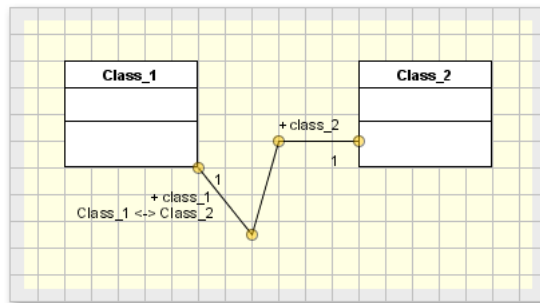 Class_1
Class_2
+ class_2
1
1
+ class_1
Class_1 <-> Class_2